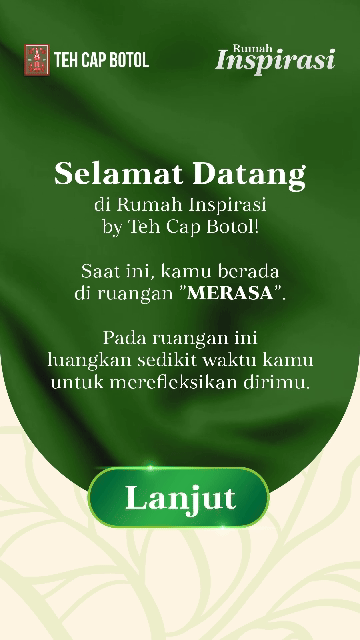 TEH CAP BOTOL
Rumah
Inspirasi
Selamat Datang
di Rumah Inspirasi
by Teh Cap Botol!
Saat ini, kamu berada
di ruangan "MERASA".
Pada ruangan ini
luangkan sedikit waktu kamu
untuk merefleksikan dirimu.
Lanjut